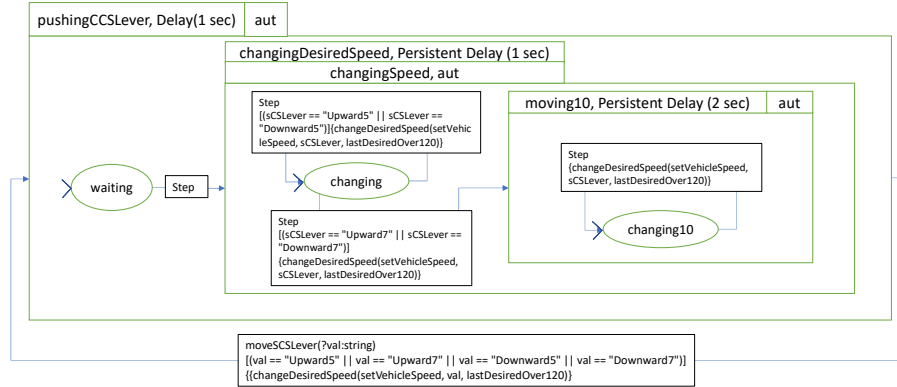 pushingCCSLever, Delay(1 sec) aut
changingDesiredSpeed, Persistent Delay (1 sec)
changingSpeed, aut
Step
[(sCSLever == "Upward5" || sCSLever ==
"Downward5")]{changeDesiredSpeed(setVehic
leSpeed, sCSLever, lastDesiredOver120)}
moving10, Persistent Delay (2 sec) aut
Step
{changeDesiredSpeed(setVehicleSpeed,
sCSLever, lastDesiredOver120)}
waiting
Step
changing
Step
[(sCSLever == "Upward7" || sCSLever ==
"Downward7")]
{changeDesiredSpeed(setVehicleSpeed,
sCSLever, lastDesiredOver120)}
changing10
moveSCSLever(?val:string)
[(val == "Upward5" || val == "Upward7" || val == "Downward5" || val == "Downward7")]
{{changeDesiredSpeed(setVehicleSpeed, val, lastDesiredOver120)}